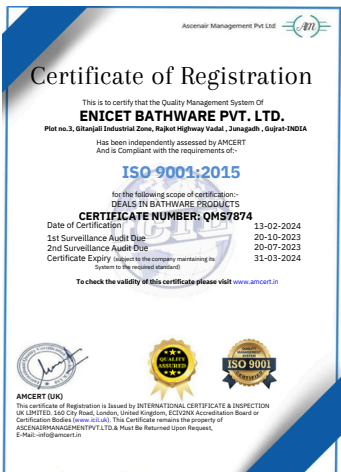 Ascenair Management Pvt Ltd
Certificate of Registration
This is to certify that the Quality Management System Of
ENICET BATHWARE PVT. LTD.
Plot no.3, Gitanjali Industrial Zone, Rajkot Highway Vadal , Junagadh , Gujrat-INDIA
Has been independently assessed by AMCERT
And is Compliant with the requirements of:-
ISO 9001:2015
for the following scope of certification:-
DEALS IN BATHWARE PRODUCTS
CERTIFICATE NUMBER: QMS7874
Date of Certification 13-02-2024
1st Surveillance Audit Due 20-10-2023
2nd Surveillance Audit Due 20-07-2023
Certificate Expiry (subject to the company maintaining its 31-03-2024
System to the required standard)
To check the validity of this certificate please visit www.amcert.in
QUALITY
ASSURED
QUALITY
MANAGEMENT
SYSTEM
ISO 9001
CERTIFIED
AMCERT (UK)
This certificate of Registration is Issued by INTERNATIONAL CERTIFICATE & INSPECTION
UK LIMITED. 160 City Road, London, United Kingdom, ECIV2NX Accreditation Board or
Certification Bodies (www.icil.uk). This Certificate remains the property of
ASCENAIRMANAGEMENTPVT.LTD.& Must Be Returned Upon Request,
E-Mail:-info@amcert.in